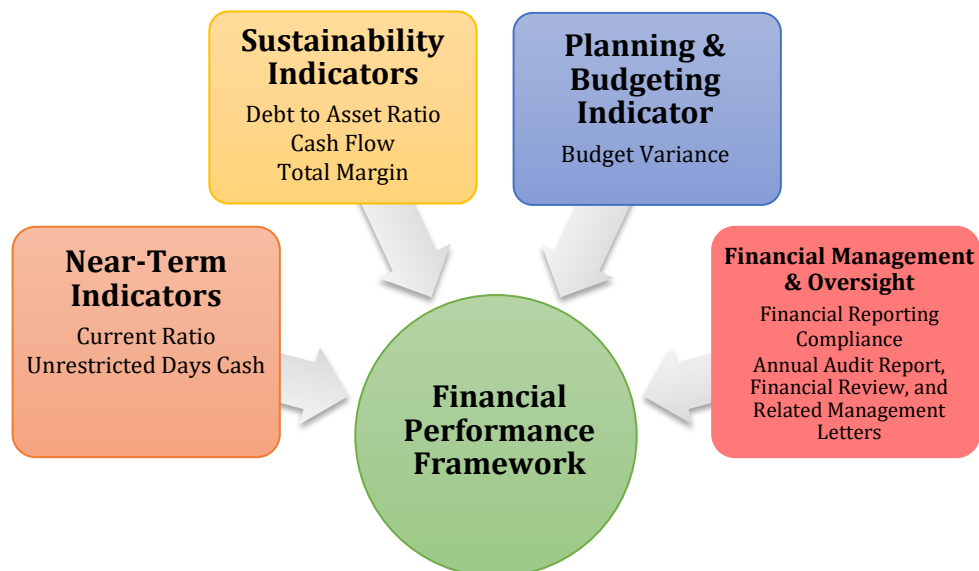 Sustainability
Indicators
Debt to Asset Ratio
Cash Flow
Total Margin
Planning &
Budgeting
Indicator
Budget Variance
Near-Term
Indicators
Current Ratio
Unrestricted Days Cash
Financial Management
& Oversight
Financial Reporting
Compliance
Annual Audit Report,
Financial Review, and
Related Management
Letters
Financial
Performance
Framework